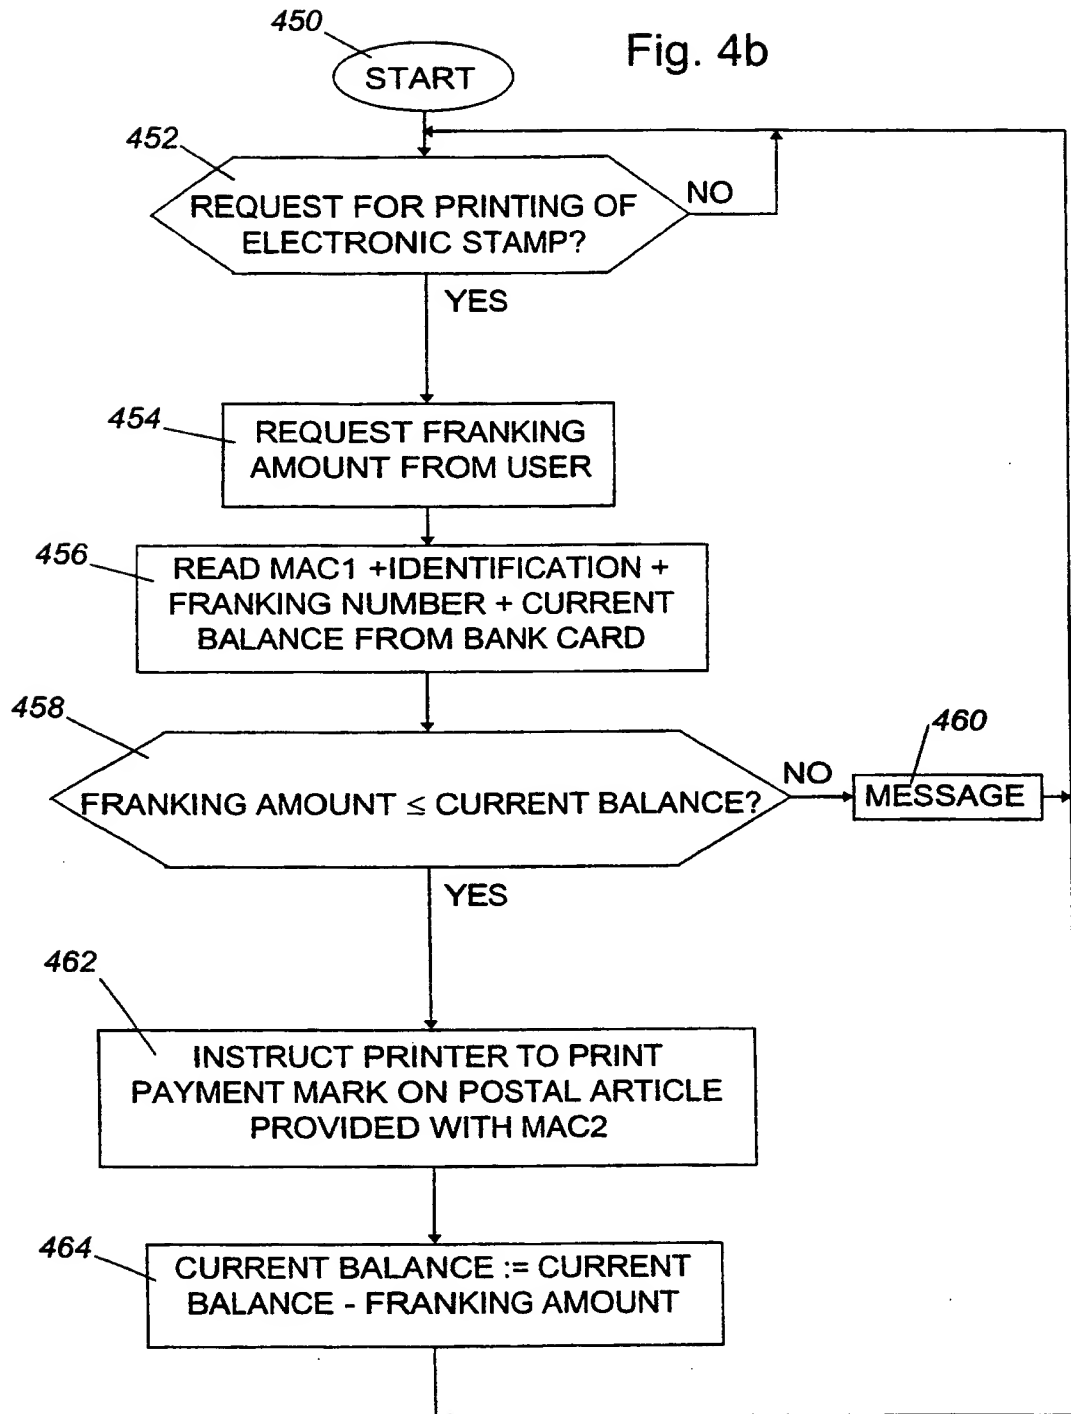 450
Fig. 4b
START
452
REQUEST FOR PRINTING OF
ELECTRONIC STAMP?
NO
YES
454
REQUEST FRANKING
AMOUNT FROM USER
456
READ MAC1 +IDENTIFICATION +
FRANKING NUMBER + CURRENT
BALANCE FROM BANK CARD
458
FRANKING AMOUNT ≤ CURRENT BALANCE?
NO
460
MESSAGE
YES
462
INSTRUCT PRINTER TO PRINT
PAYMENT MARK ON POSTAL ARTICLE
PROVIDED WITH MAC2
464
CURRENT BALANCE := CURRENT
BALANCE - FRANKING AMOUNT